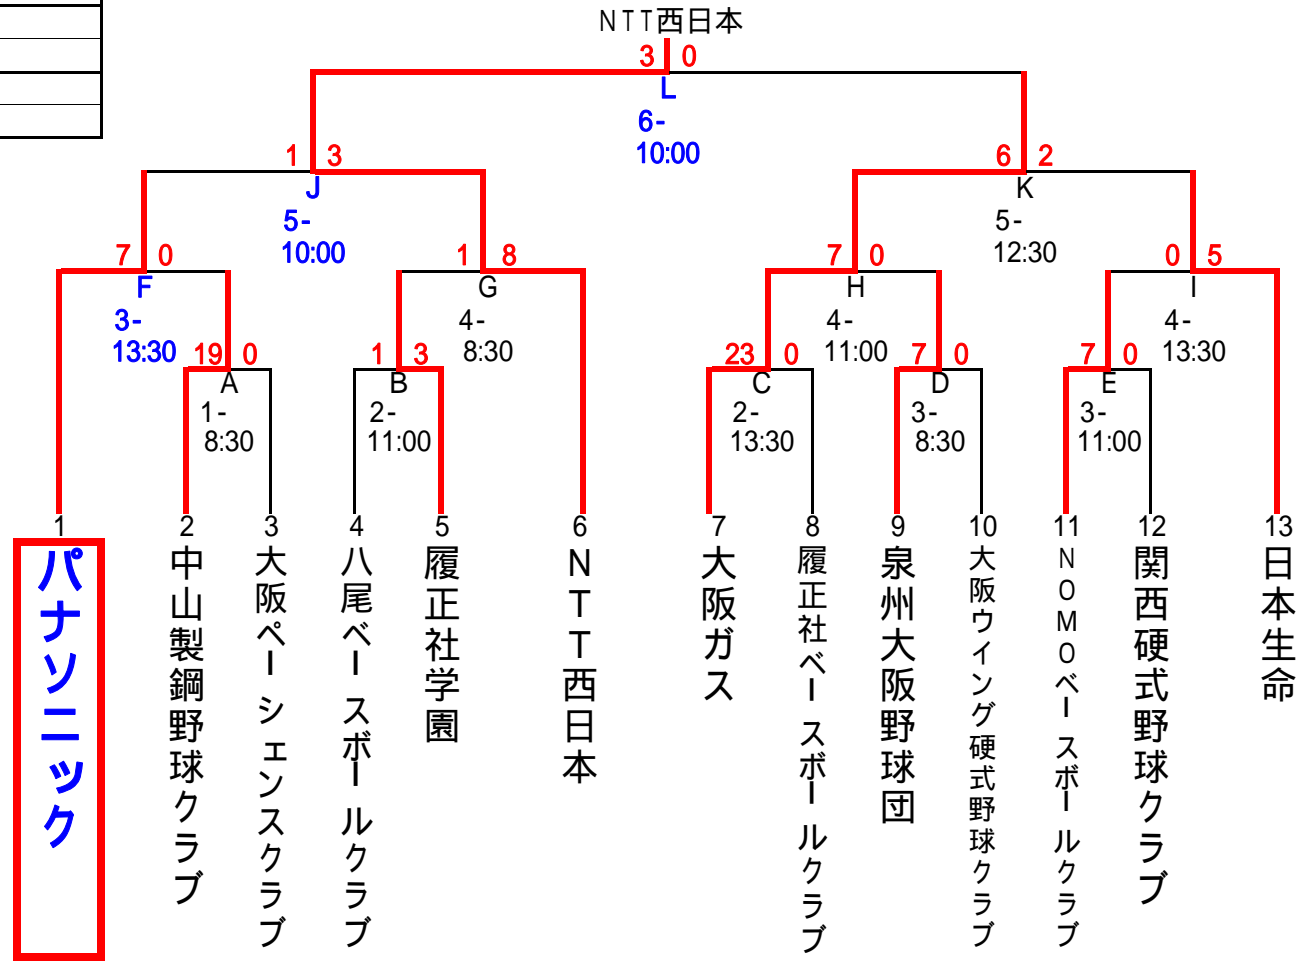 NTT西日本
3 0
L
6-
10:00
1 3
J
5-
10:00
6 2
K
5-
12:30
7 0
F
3-
13:30
1 8
G
4-
8:30
7 0
H
4-
11:00
0 5
I
4-
13:30
19 0
A
1-
8:30
1 3
B
2-
11:00
23 0
C
2-
13:30
7 0
D
3-
8:30
7 0
E
3-
11:00
1
パナソニック
2
中山製鋼野球クラブ
3
大阪ベーシェンスクラブ
4
八尾ベースボールクラブ
5
履正社学園
6
NTT西日本
7
大阪ガス
8
履正社ベースボールクラブ
9
泉州大阪野球団
10
大阪ウイング硬式野球クラブ
11
NOMOベースボールクラブ
12
関西硬式野球クラブ
13
日本生命